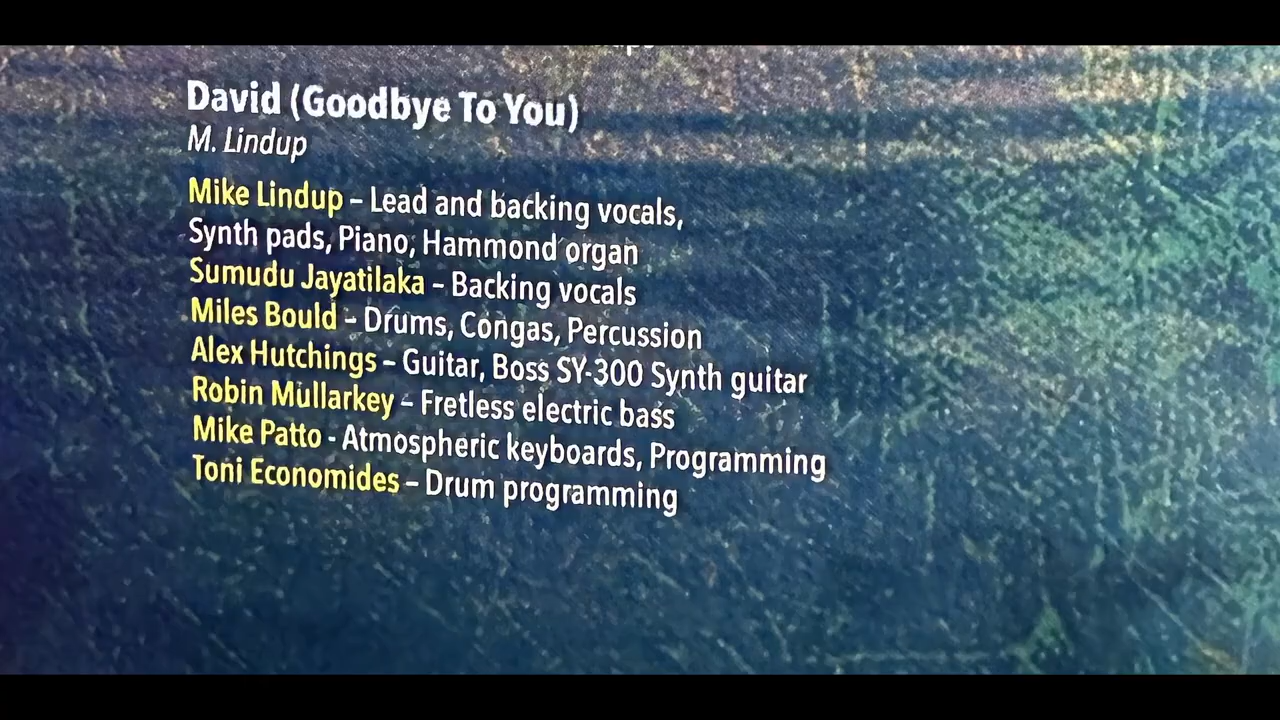 David (Goodbye To You)
M. Lindup
Mike Lindup – Lead and backing vocals,
Synth pads, Piano, Hammond organ
Sumudu Jayatilaka – Backing vocals
Miles Bould – Drums, Congas, Percussion
Alex Hutchings – Guitar, Boss SY-300 Synth guitar
Robin Mullarkey – Fretless electric bass
Mike Patto - Atmospheric keyboards, Programming
Toni Economides – Drum programming